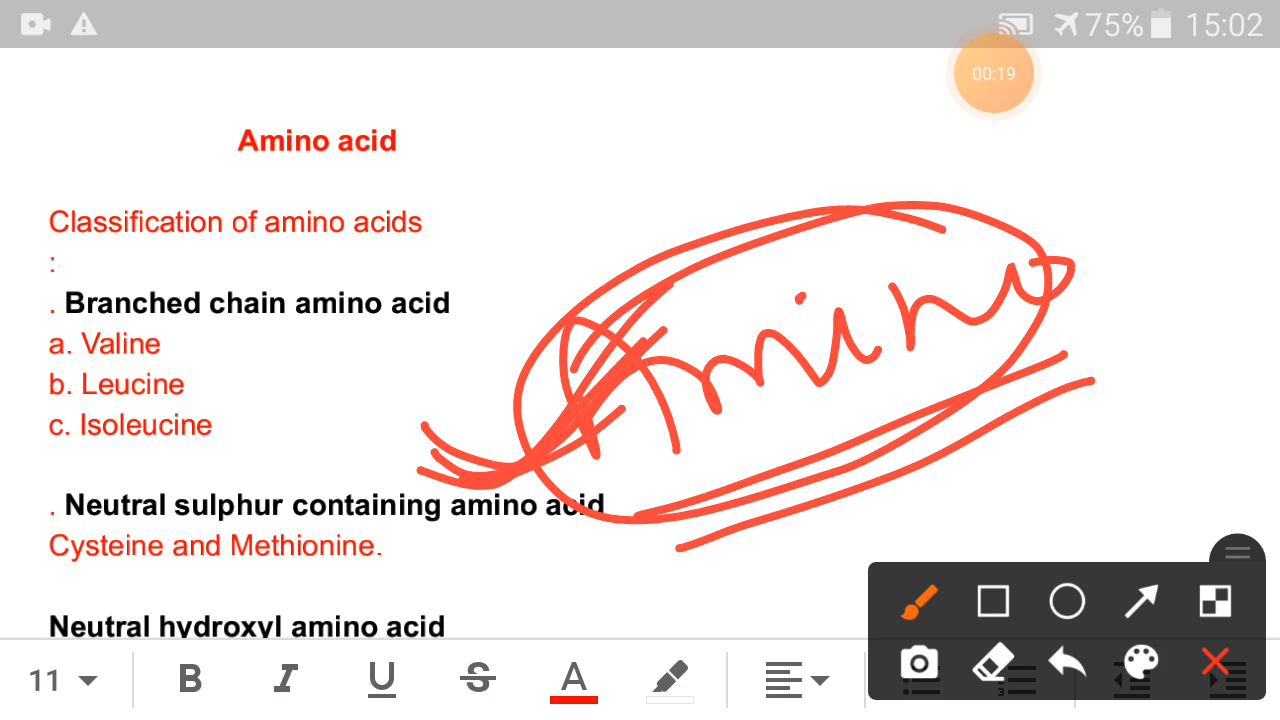 75% 15:02
00:19
Amino acid
Classification of amino acids
:
. Branched chain amino acid
a. Valine
b. Leucine
c. Isoleucine
Amino
. Neutral sulphur containing amino acid
Cysteine and Methionine.
Neutral hydroxyl amino acid
11 B I U S A